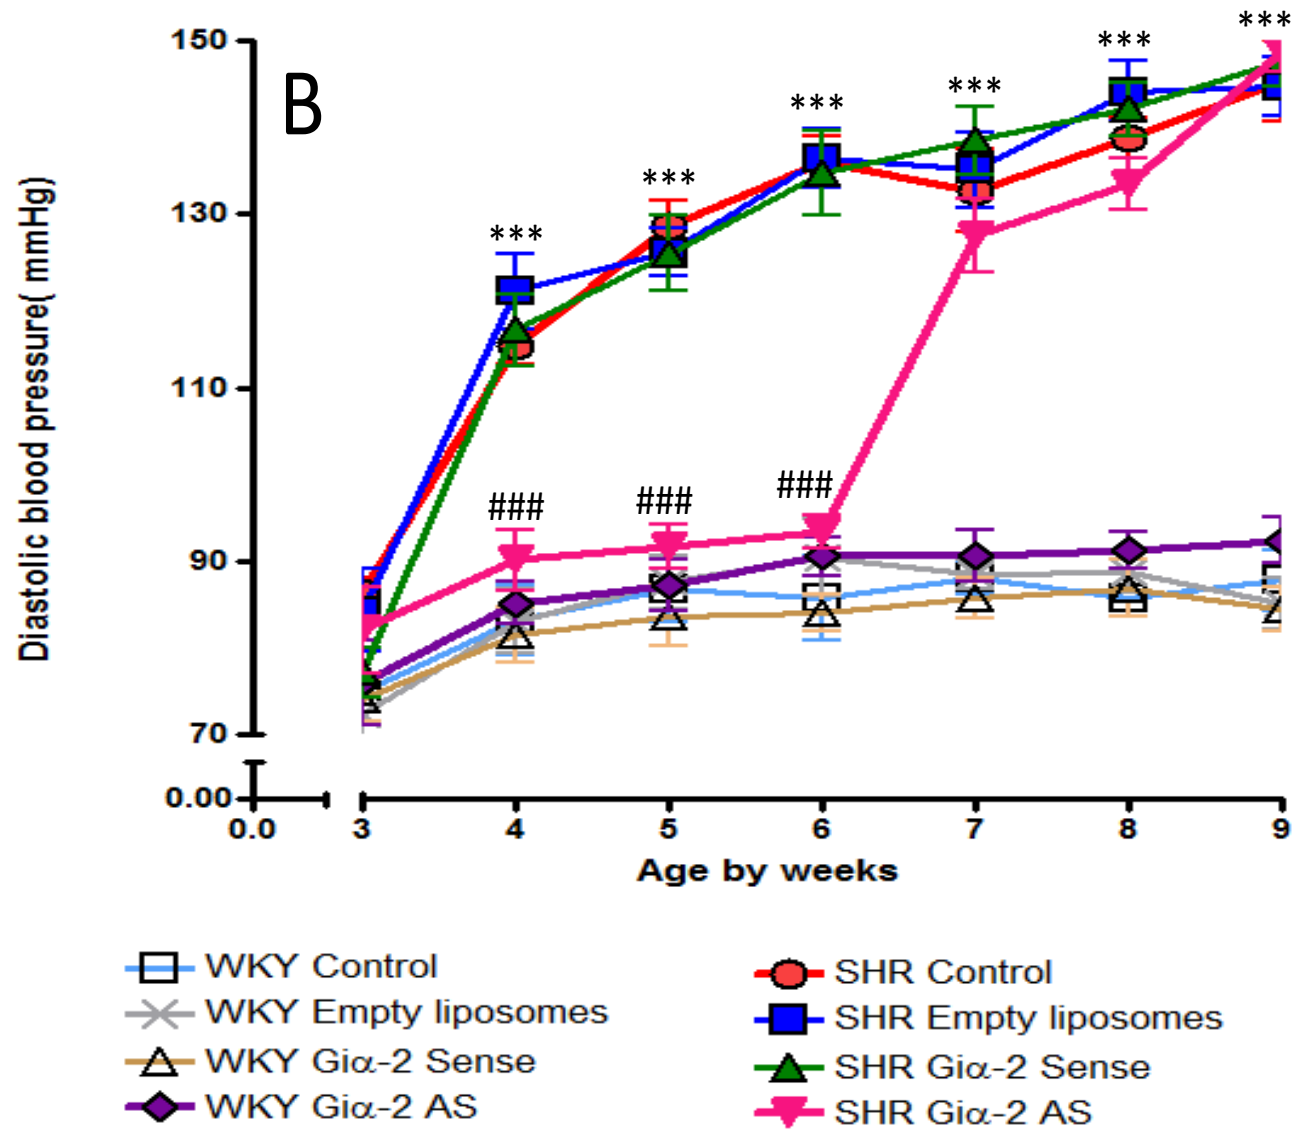 B
Diastolic blood pressure( mmHg)
150
130
110
90
70
0.00
***
***
***
***
***
***
###
###
###
0.0 3 4 5 6 7 8 9
Age by weeks
WKY Control
WKY Empty liposomes
WKY Giα-2 Sense
WKY Giα-2 AS
SHR Control
SHR Empty liposomes
SHR Giα-2 Sense
SHR Giα-2 AS